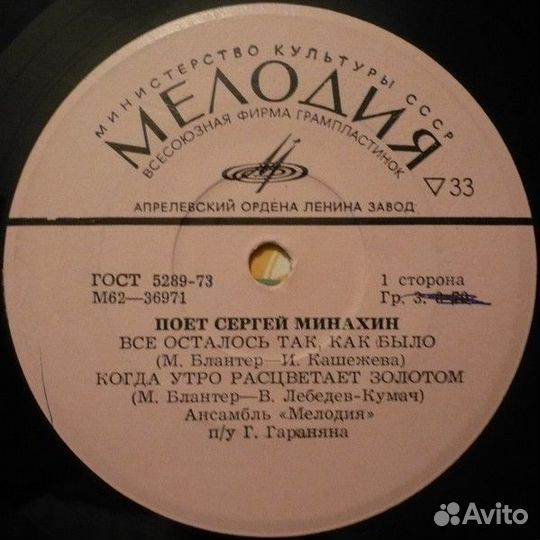 МИНИСТЕРСТВО КУЛЬТУРЫ СССР
МЕЛОДИЯ
ВСЕСОЮЗНАЯ ФИРМА ГРАМПЛАСТИНОК
▽33
АПРЕЛЕВСКИЙ ОРДЕНА ЛЕНИНА ЗАВОД
ГОСТ 5289-73
М62—36971
1 сторона
Гр. 3.
ПОЕТ СЕРГЕЙ МИНАХИН
ВСЕ ОСТАЛОСЬ ТАК, КАК БЫЛО
(М. Блантер—И. Кашежева)
КОГДА УТРО РАСЦВЕТАЕТ ЗОЛОТОМ
(М. Блантер—В. Лебедев-Кумач)
Ансамбль «Мелодия»
п/у Г. Гараняна
Avito